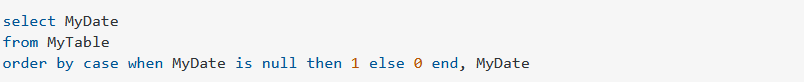 select MyDate
from MyTable
order by case when MyDate is null then 1 else 0 end, MyDate